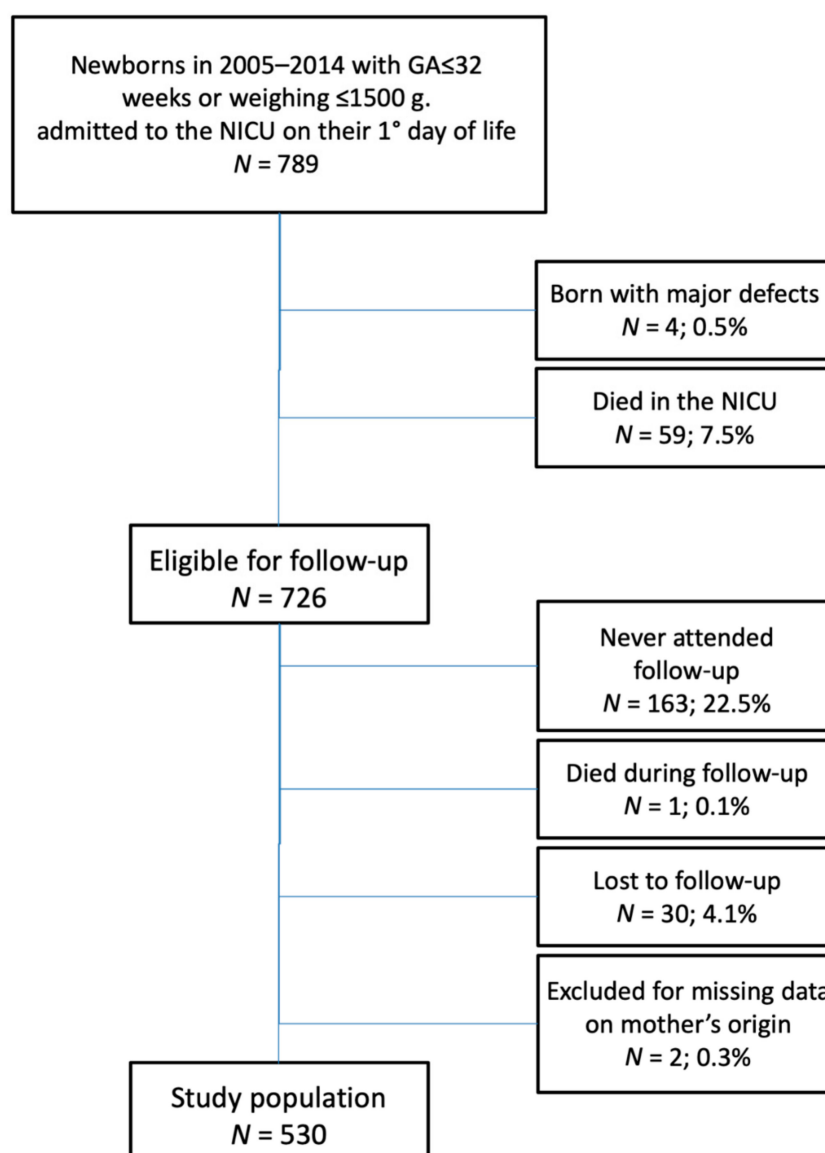 Newborns in 2005–2014 with GA≤32
weeks or weighing ≤1500 g.
admitted to the NICU on their 1° day of life
N = 789
Born with major defects
N = 4; 0.5%
Died in the NICU
N = 59; 7.5%
Eligible for follow-up
N = 726
Never attended
follow-up
N = 163; 22.5%
Died during follow-up
N = 1; 0.1%
Lost to follow-up
N = 30; 4.1%
Excluded for missing data
on mother’s origin
N = 2; 0.3%
Study population
N = 530